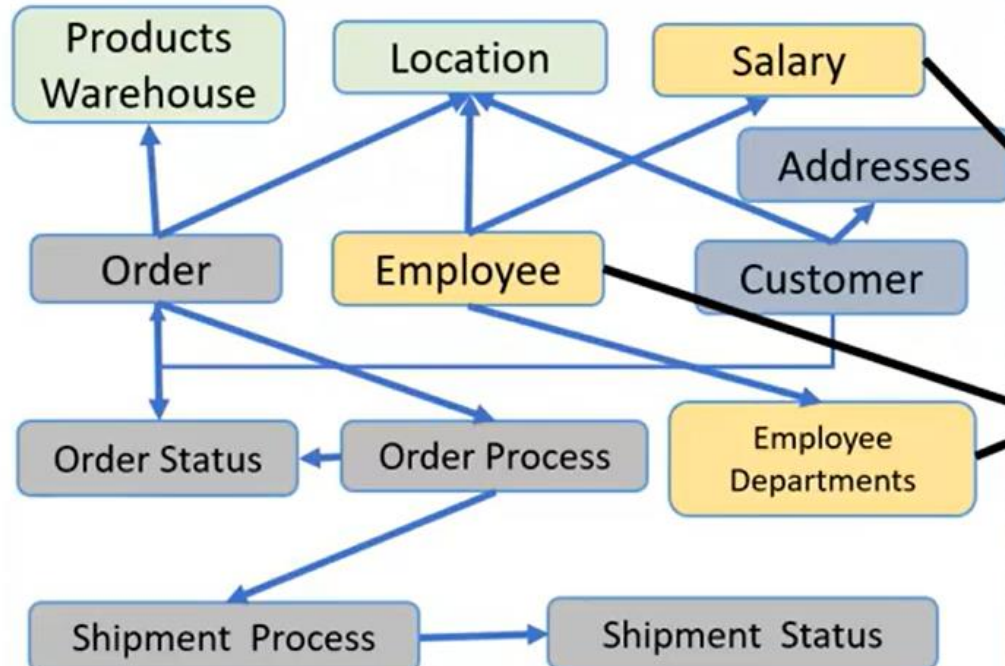 Products
Warehouse
Location
Salary
Addresses
Order
Employee
Customer
Order Status
Order Process
Employee
Departments
Shipment Process
Shipment Status